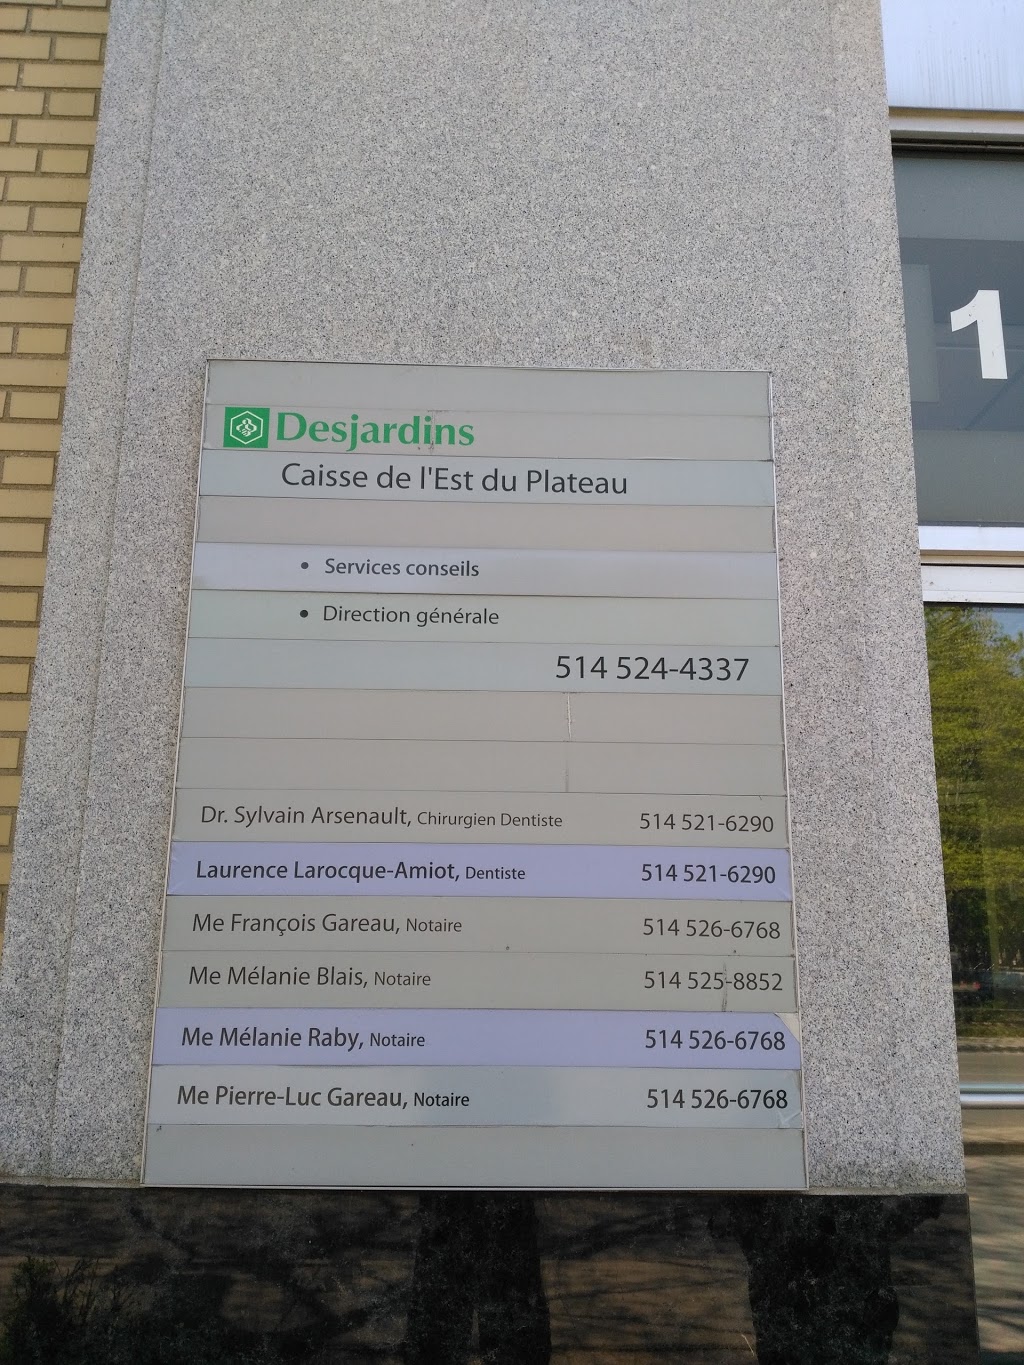 1
Desjardins
Caisse de l'Est du Plateau
• Services conseils
• Direction générale
514 524-4337
Dr. Sylvain Arsenault, Chirurgien Dentiste 514 521-6290
Laurence Larocque-Amiot, Dentiste 514 521-6290
Me François Gareau, Notaire 514 526-6768
Me Mélanie Blais, Notaire 514 525-8852
Me Mélanie Raby, Notaire 514 526-6768
Me Pierre-Luc Gareau, Notaire 514 526-6768